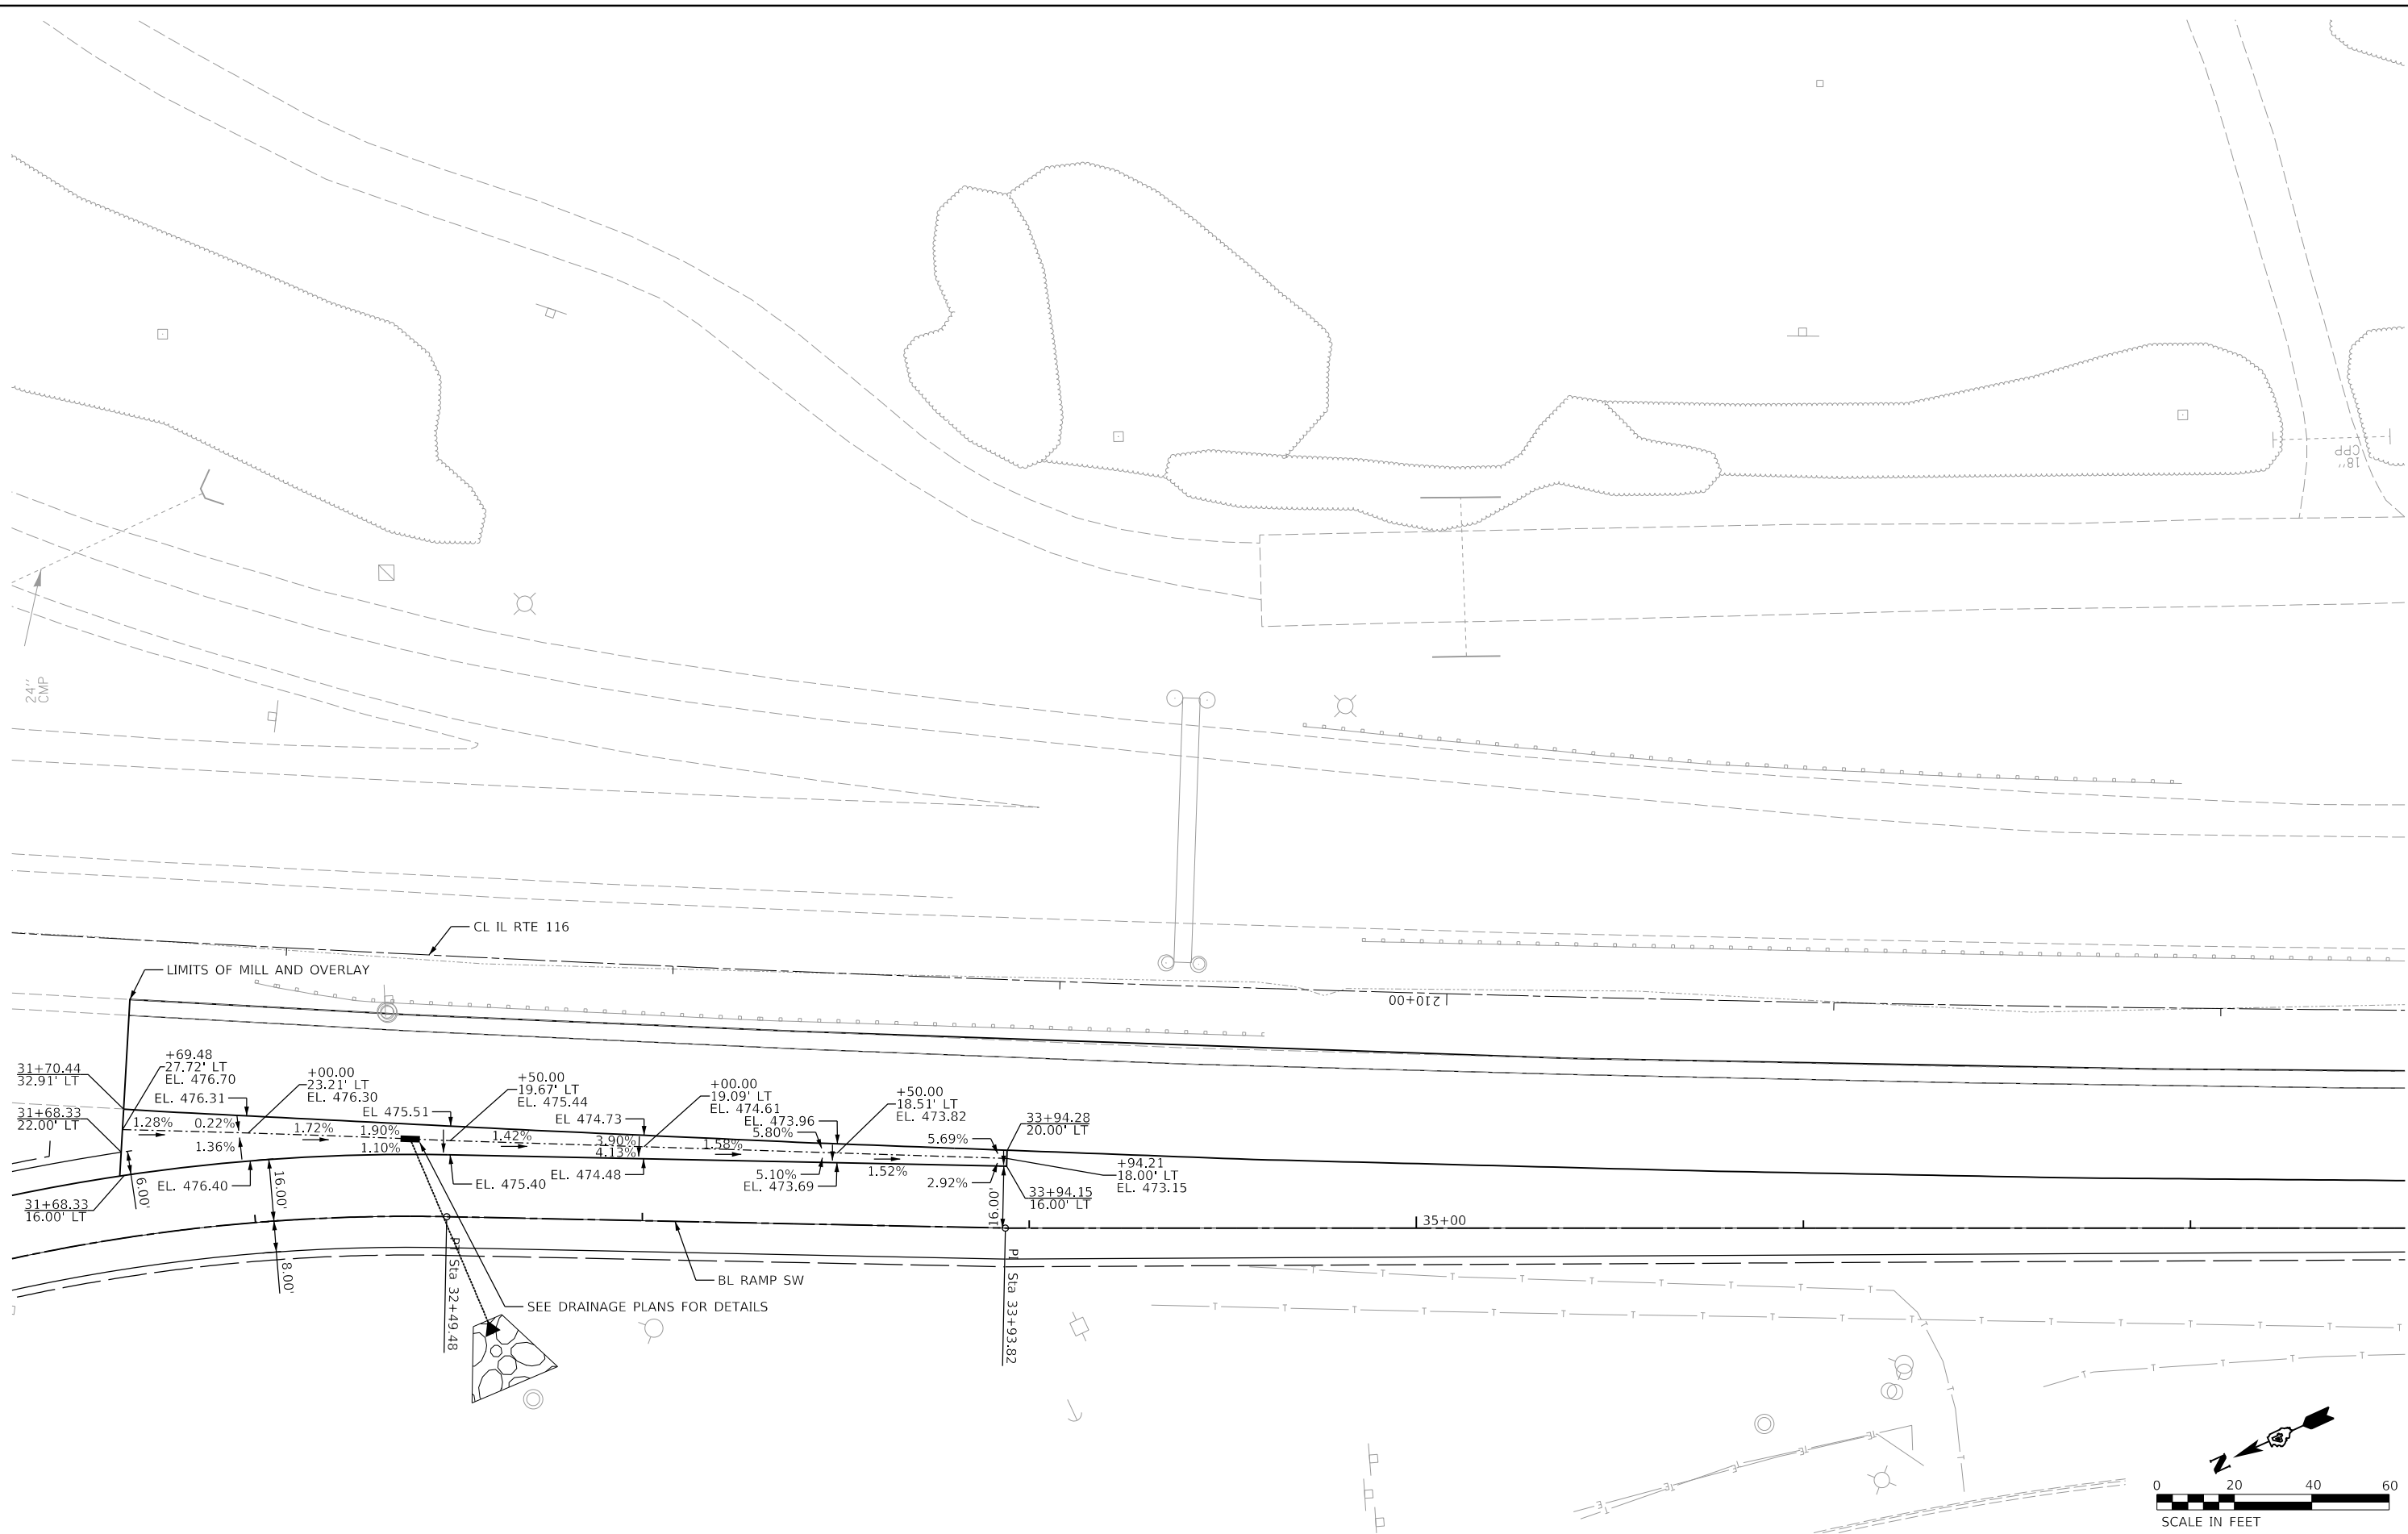 18"
CPP
24"
CMP
CL IL RTE 116
LIMITS OF MILL AND OVERLAY
210+00
31+70.44
32.91' LT
+69.48
27.72' LT
EL. 476.70
EL. 476.31
+00.00
23.21' LT
EL. 476.30
EL 475.51
+50.00
19.67' LT
EL. 475.44
EL 474.73
+00.00
19.09' LT
EL. 474.61
EL. 473.96
+50.00
18.51' LT
EL. 473.82
33+94.28
20.00' LT
31+68.33
22.00' LT
1.28%
0.22%
1.36%
1.72%
1.90%
1.10%
1.42%
3.90%
4.13%
1.58%
5.80%
5.10%
1.52%
5.69%
2.92%
+94.21
18.00' LT
EL. 473.15
33+94.15
16.00' LT
31+68.33
16.00' LT
6.00'
EL. 476.40
16.00'
EL. 475.40
EL. 474.48
EL. 473.69
16.00'
35+00
8.00'
Sta 32+49.48
BL RAMP SW
SEE DRAINAGE PLANS FOR DETAILS
PI Sta 33+93.82
T T T T T T T T T
T T T T T T T T T T T T T T T T T T
T T T
T T T T T
TE TE TE TE TE TE
N
0 20 40 60
SCALE IN FEET